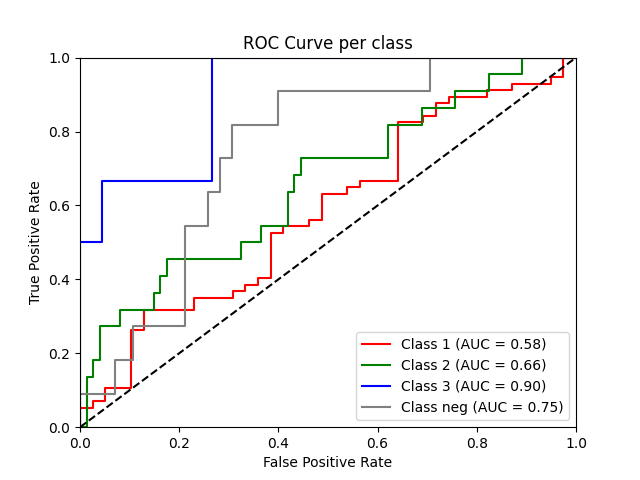 ROC Curve per class
True Positive Rate
1.0
0.8
0.6
0.4
0.2
0.0
Class 1 (AUC = 0.58)
Class 2 (AUC = 0.66)
Class 3 (AUC = 0.90)
Class neg (AUC = 0.75)
0.0 0.2 0.4 0.6 0.8 1.0
False Positive Rate